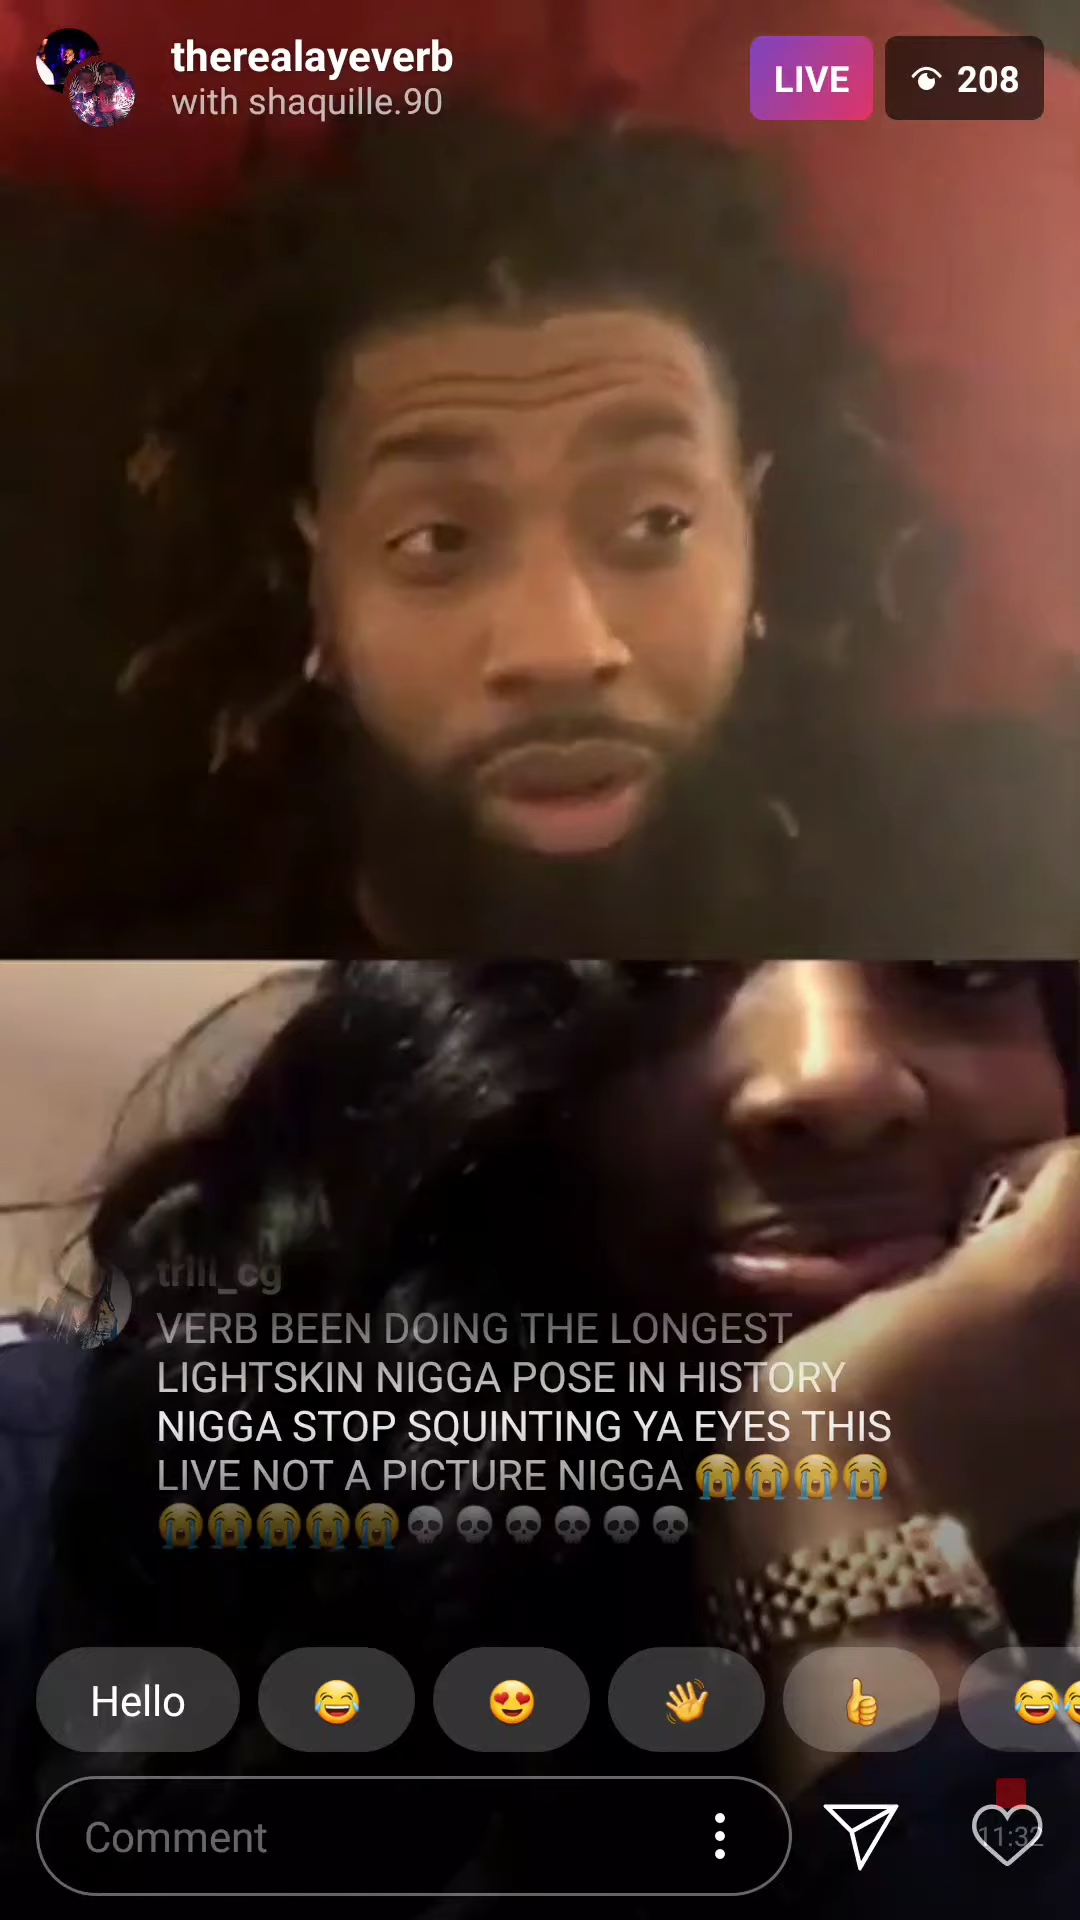 therealayeverb
with shaquille.90
LIVE
208
trill_cg
VERB BEEN DOING THE LONGEST
LIGHTSKIN NIGGA POSE IN HISTORY
NIGGA STOP SQUINTING YA EYES THIS
LIVE NOT A PICTURE NIGGA 😭😭😭😭
😭😭😭😭😭💀💀💀💀💀💀
Hello 😂 😍 👋 👍 😂😂
Comment
11:32